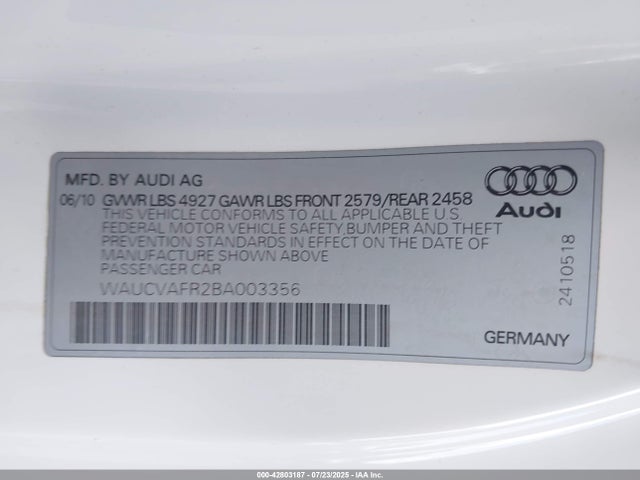 MFD. BY AUDI AG
06/10 GVWR LBS 4927 GAWR LBS FRONT 2579/REAR 2458
THIS VEHICLE CONFORMS TO ALL APPLICABLE U S
FEDERAL MOTOR VEHICLE SAFETY,BUMPER AND THEFT
PREVENTION STANDARDS IN EFFECT ON THE DATE OF
MANUFACTURE SHOWN ABOVE
PASSENGER CAR
WAUCVAFR2BA003356
Audi
2410518
GERMANY
000-42803187 - 07/23/2025 - IAA Inc.